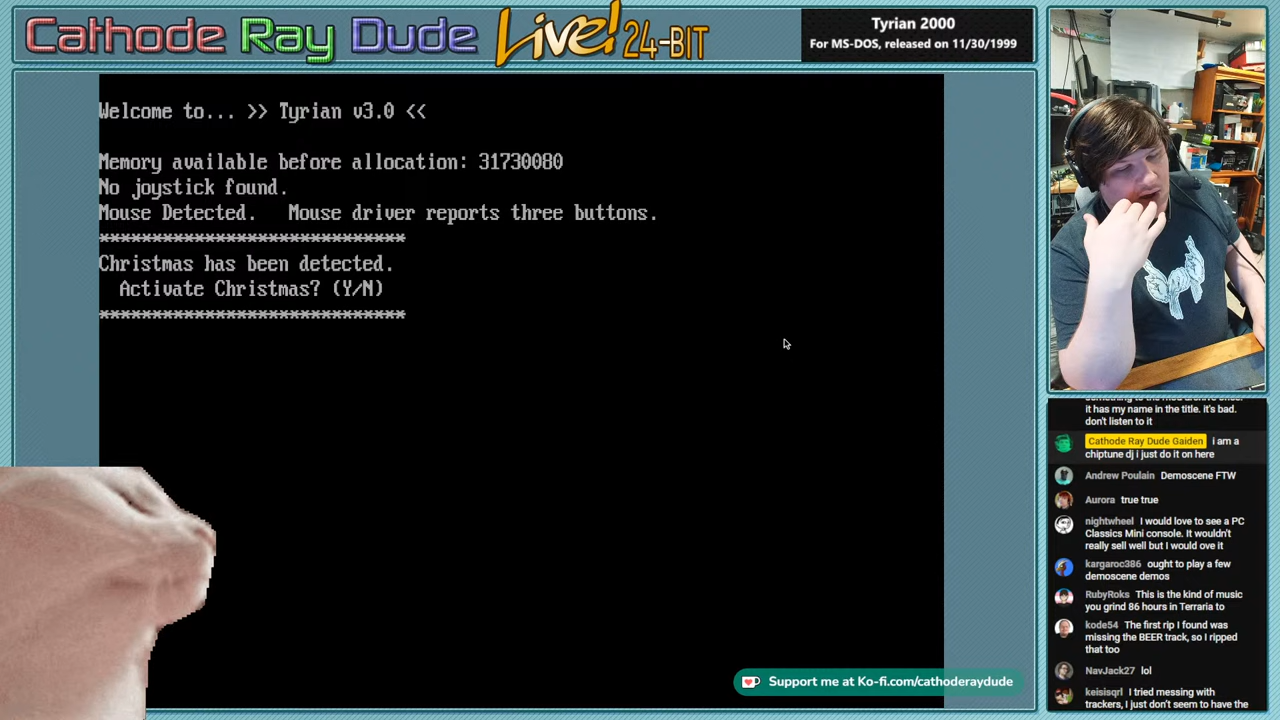 Cathode Ray Dude Live! 24-BIT
Tyrian 2000
For MS-DOS, released on 11/30/1999
Welcome to... >> Tyrian v3.0 <<
Memory available before allocation: 31730080
No joystick found.
Mouse Detected.   Mouse driver reports three buttons.
*****************************
Christmas has been detected.
Activate Christmas? (Y/N)
*****************************
it has my name in the title. it's bad.
don't listen to it
Cathode Ray Dude Gaiden i am a
chiptune dj i just do it on here
Andrew Poulain Demoscene FTW
Aurora true true
nightwheel I would love to see a PC
Classics Mini console. It wouldn't
really sell well but I would ove it
kargaroc386 ought to play a few
demoscene demos
RubyRoks This is the kind of music
you grind 86 hours in Terraria to
kode54 The first rip I found was
missing the BEER track, so I ripped
that too
NavJack27 lol
keisisqrl I tried messing with
trackers, I just don't seem to have the
Support me at Ko-fi.com/cathoderaydude